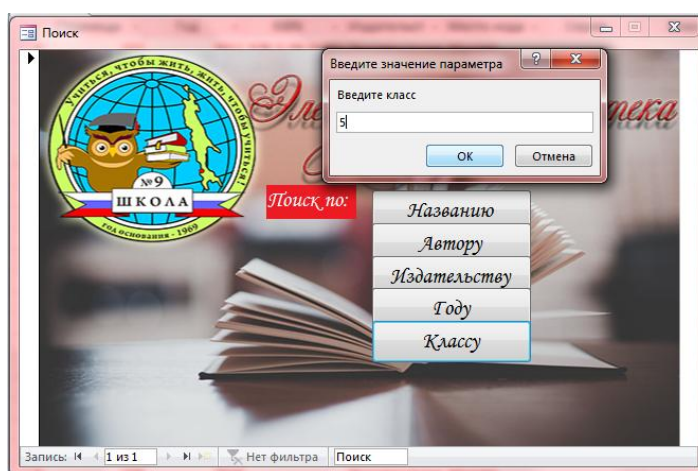 Поиск
Введите значение параметра
Введите класс
5
OK
Отмена
Учиться, чтобы жить, жить, чтобы учиться!
№9
ШКОЛА
год основания - 1969
Поиск по:
Названию
Автору
Издательству
Году
Классу
Запись: 1 из 1
Нет фильтра
Поиск